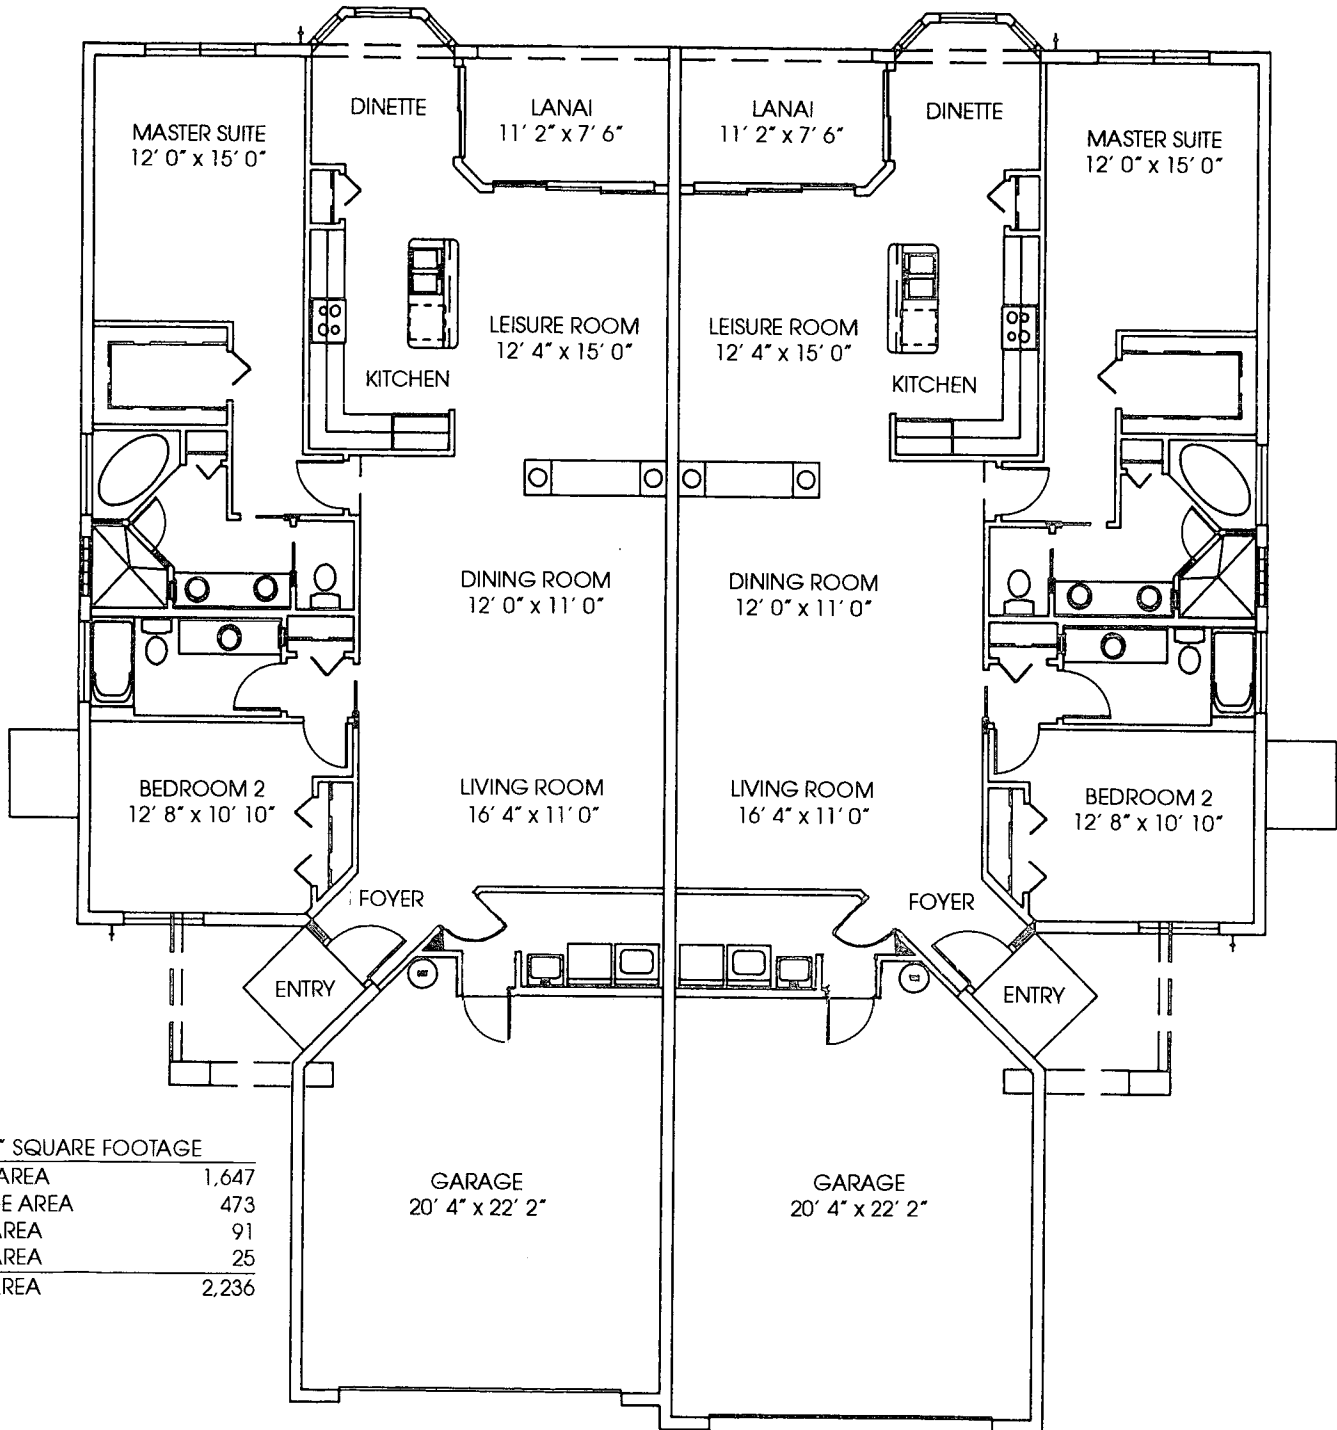 DINETTE
LANAI
11' 2" x 7' 6"
LANAI
11' 2" x 7' 6"
DINETTE
MASTER SUITE
12' 0" x 15' 0"
MASTER SUITE
12' 0" x 15' 0"
LEISURE ROOM
12' 4" x 15' 0"
LEISURE ROOM
12' 4" x 15' 0"
KITCHEN
KITCHEN
DINING ROOM
12' 0" x 11' 0"
DINING ROOM
12' 0" x 11' 0"
BEDROOM 2
12' 8" x 10' 10"
LIVING ROOM
16' 4" x 11' 0"
LIVING ROOM
16' 4" x 11' 0"
BEDROOM 2
12' 8" x 10' 10"
FOYER
FOYER
ENTRY
ENTRY
GARAGE
20' 4" x 22' 2"
GARAGE
20' 4" x 22' 2"
" SQUARE FOOTAGE
AREA 1,647
E AREA 473
AREA 91
AREA 25
AREA 2,236